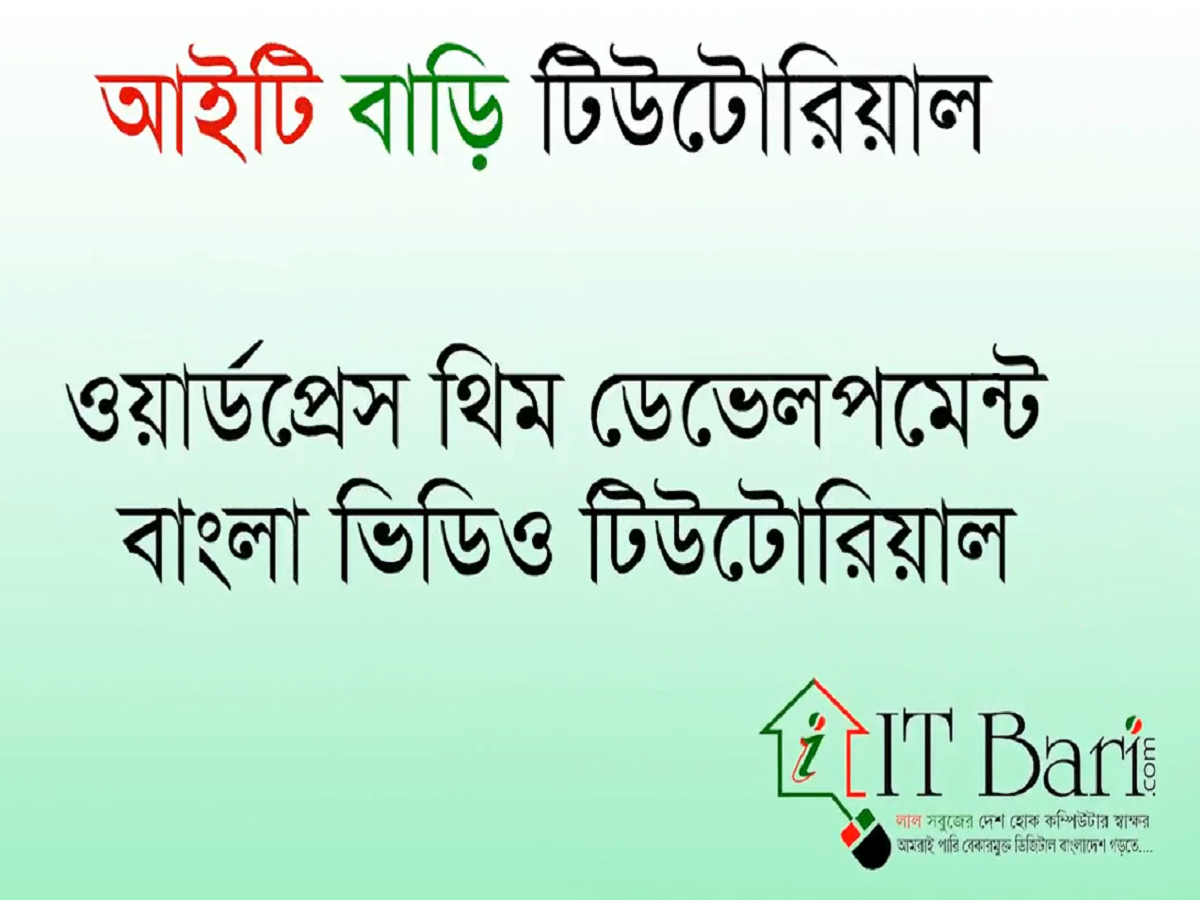 আইটি বাড়ি টিউটোরিয়াল
ওয়ার্ডপ্রেস থিম ডেভেলপমেন্ট
বাংলা ভিডিও টিউটোরিয়াল
i IT Bari .com
লাল সবুজের দেশ হোক কম্পিউটার স্বাক্ষর
আমরাই পারি বেকারমুক্ত ডিজিটাল বাংলাদেশ গড়তে....